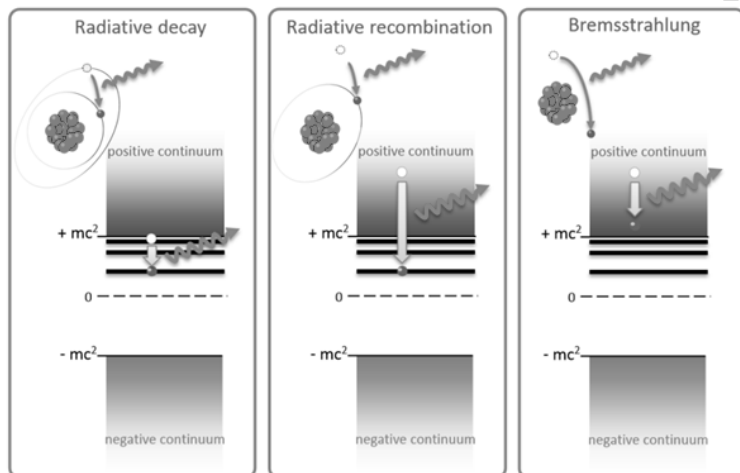 Radiative decay
positive continuum
+ mc²
0
- mc²
negative continuum
Radiative recombination
positive continuum
+ mc²
0
- mc²
negative continuum
Bremsstrahlung
positive continuum
+ mc²
0
- mc²
negative continuum